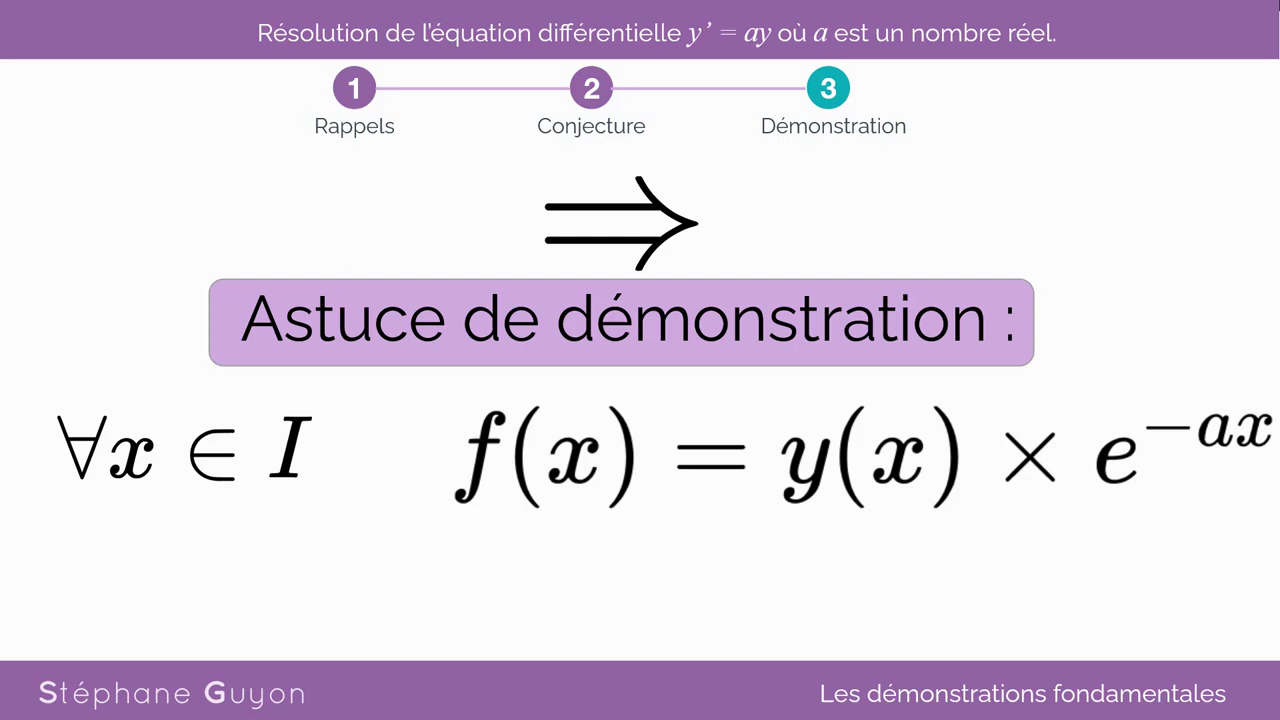 Résolution de l'équation différentielle y' = ay où a est un nombre réel.
1 2 3
Rappels Conjecture Démonstration
⇒
Astuce de démonstration :
∀x ∈ I f(x) = y(x) × e^{-ax}
Stéphane Guyon Les démonstrations fondamentales